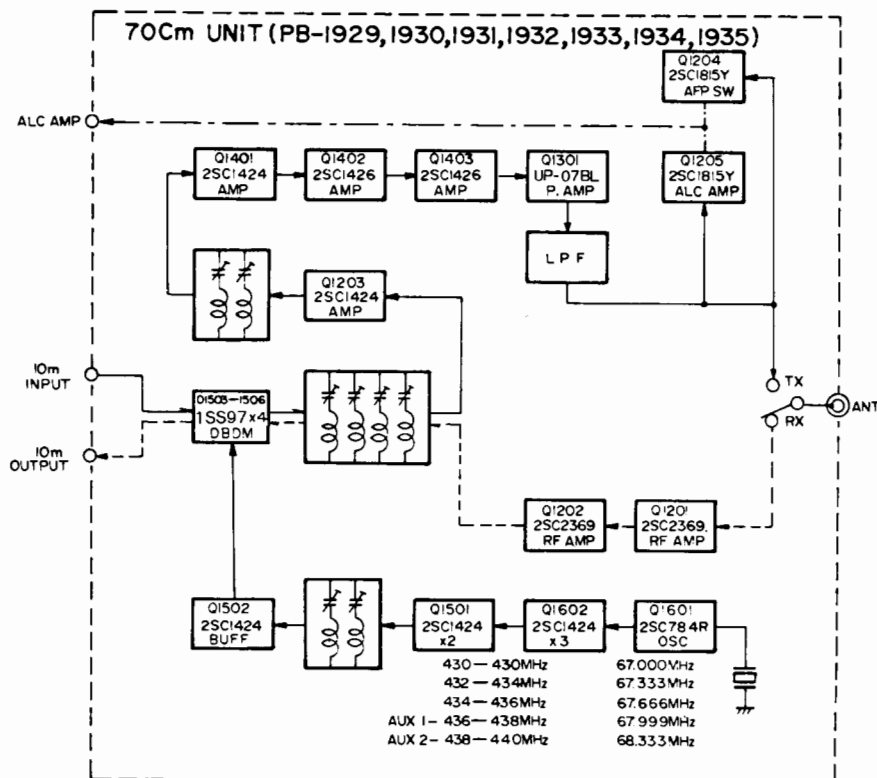 70Cm UNIT (PB-1929,1930,1931,1932,1933,1934,1935)
Q1204
2SC1815Y
AFP SW
ALC AMP
Q1401
2SC1424
AMP
Q1402
2SC1426
AMP
Q1403
2SC1426
AMP
Q1301
UP-07BL
P. AMP
Q1205
2SC1815Y
ALC AMP
L P F
Q1203
2SC1424
AMP
10m
INPUT
D1503-1506
1SS97x4
DBDM
10m
OUTPUT
TX
RX
ANT
Q1202
2SC2369
RF AMP
Q1201
2SC2369.
RF AMP
Q1502
2SC1424
BUFF
Q1501
2SC1424
x2
Q1602
2SC1424
x3
Q1601
2SC784R
OSC
430 — 430MHz 67.000MHz
432 — 434MHz 67.333MHz
434 — 436MHz 67.666MHz
AUX 1- 436 — 438MHz 67.999MHz
AUX 2- 438 — 440MHz 68.333MHz